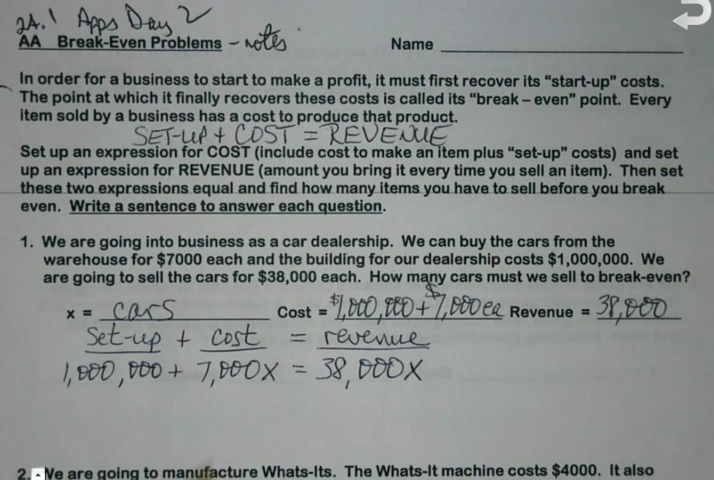 2A.1 Apps Day 2
AA Break-Even Problems - notes
Name
In order for a business to start to make a profit, it must first recover its "start-up" costs.
The point at which it finally recovers these costs is called its "break – even" point. Every
item sold by a business has a cost to produce that product.
SET-UP + COST = REVENUE
Set up an expression for COST (include cost to make an item plus "set-up" costs) and set
up an expression for REVENUE (amount you bring it every time you sell an item). Then set
these two expressions equal and find how many items you have to sell before you break
even. Write a sentence to answer each question.
1. We are going into business as a car dealership. We can buy the cars from the
warehouse for $7000 each and the building for our dealership costs $1,000,000. We
are going to sell the cars for $38,000 each. How many cars must we sell to break-even?
x = cars Cost = $1,000,000 + $7,000 ea Revenue = 38,000
Set-up + cost = revenue
1,000,000 + 7,000x = 38,000x
2. We are going to manufacture Whats-Its. The Whats-It machine costs $4000. It also